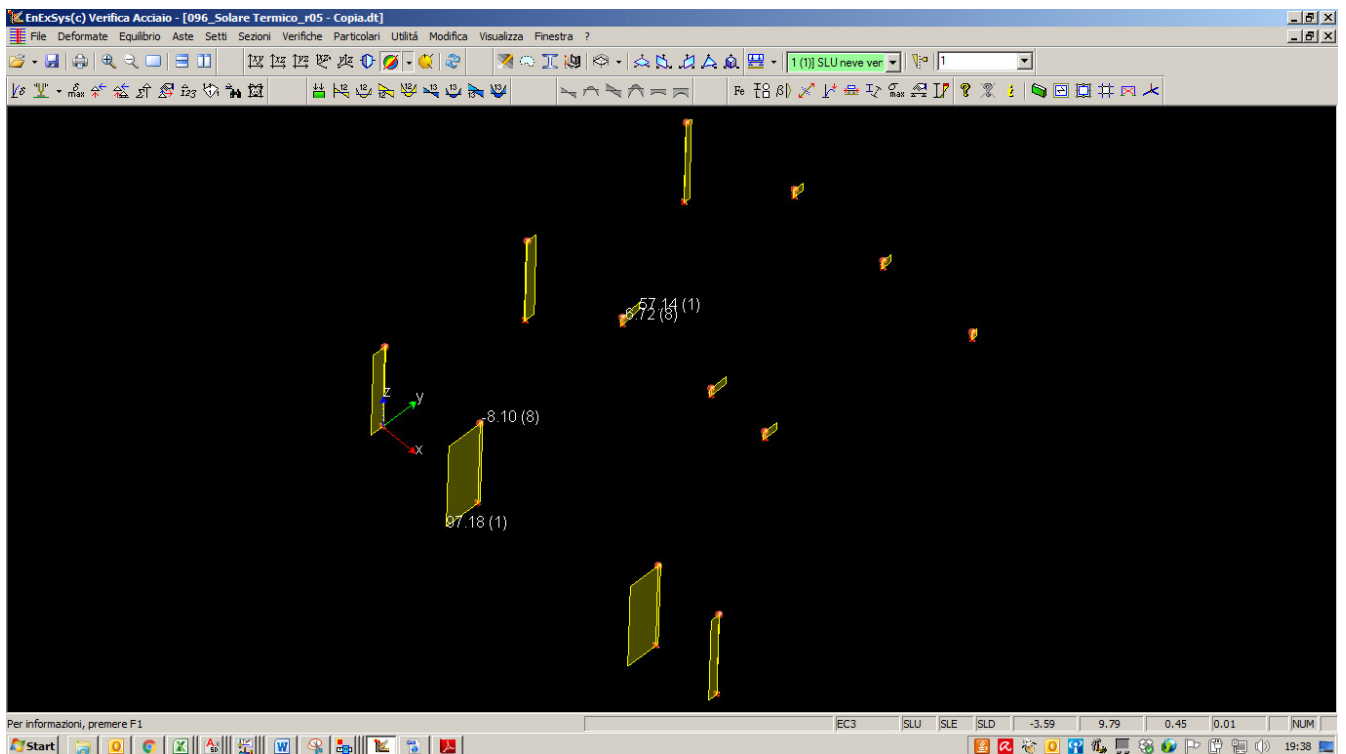 EnExSys(c) Verifica Acciaio - [096_Solare Termico_r05 - Copia.dt]
File Deformate Equilibrio Aste Setti Sezioni Verifiche Particolari Utilitá Modifica Visualizza Finestra ?
1 (1)] SLU neve ver
1
57.14 (1)
6.72 (8)
z
y
x
-8.10 (8)
97.18 (1)
Per informazioni, premere F1
EC3 SLU SLE SLD -3.59 9.79 0.45 0.01 NUM
Start
19:38